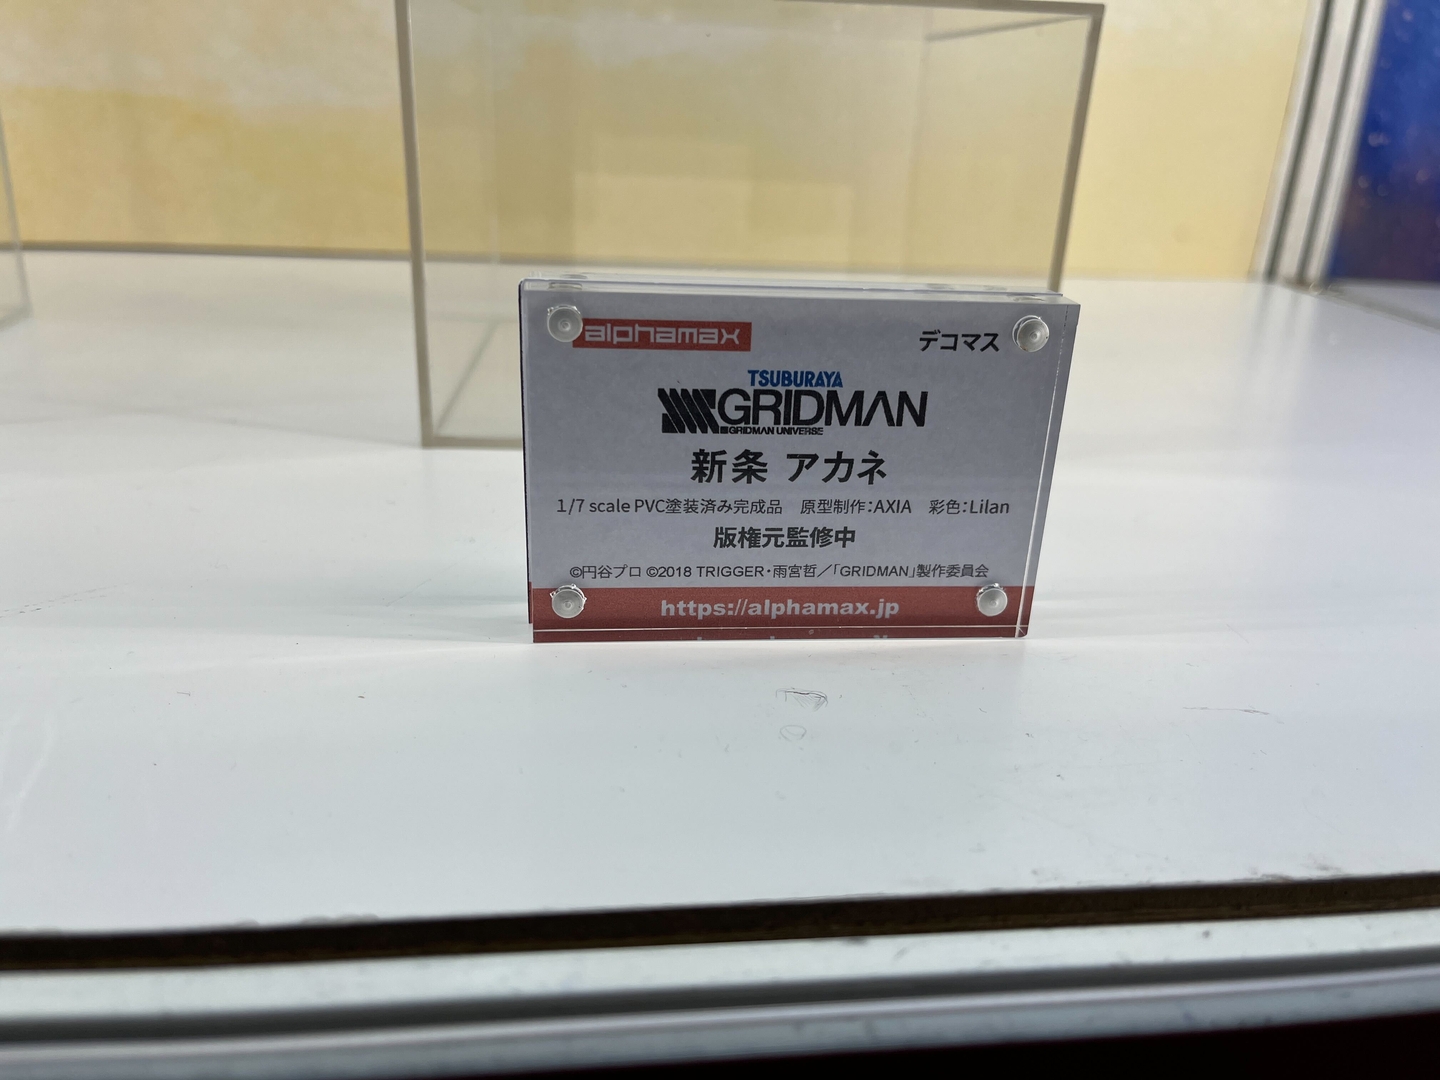 alphamax
デコマス
TSUBURAYA
GRIDMAN
GRIDMAN UNIVERSE
新条 アカネ
1/7 scale PVC塗装済み完成品　原型制作：AXIA　彩色：Lilan
版権元監修中
©円谷プロ ©2018 TRIGGER・雨宮哲／「GRIDMAN」製作委員会
https://alphamax.jp